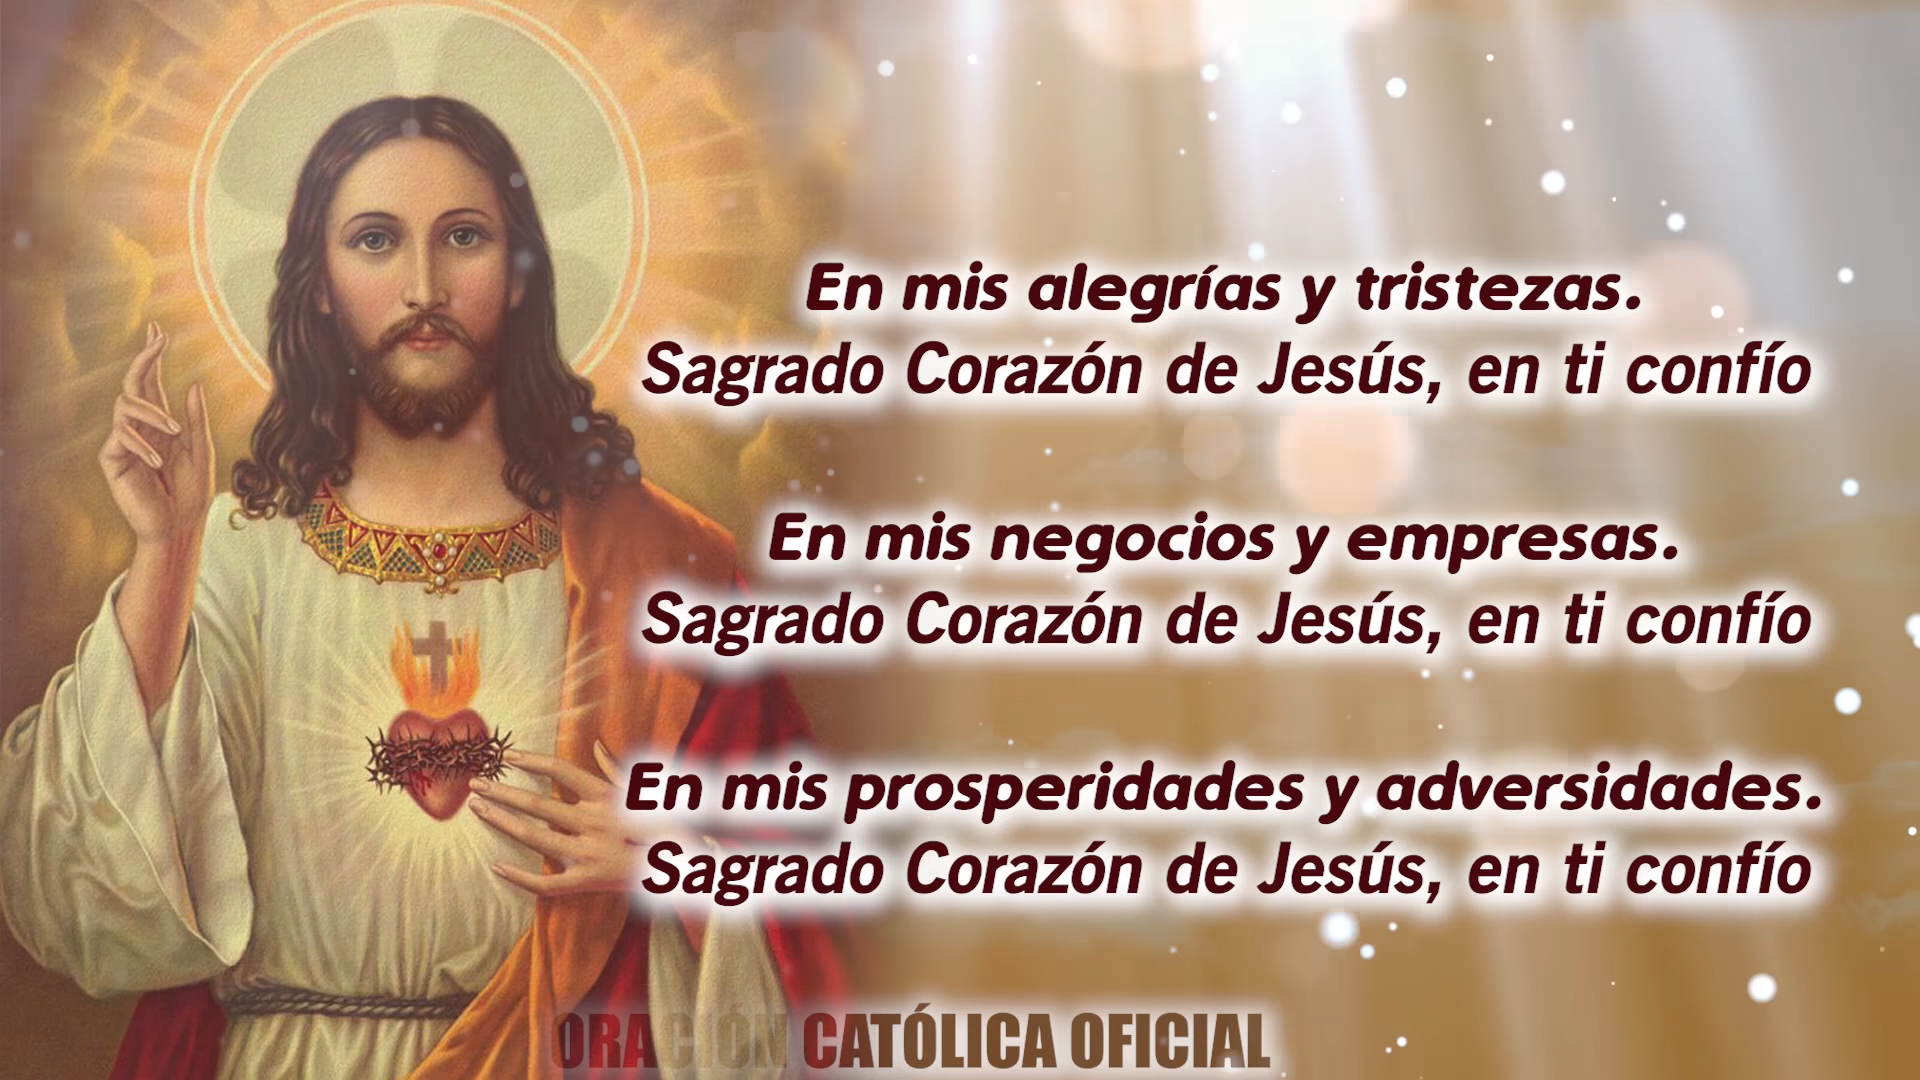 En mis alegrías y tristezas.
Sagrado Corazón de Jesús, en ti confío
En mis negocios y empresas.
Sagrado Corazón de Jesús, en ti confío
En mis prosperidades y adversidades.
Sagrado Corazón de Jesús, en ti confío
ORACIÓN CATÓLICA OFICIAL